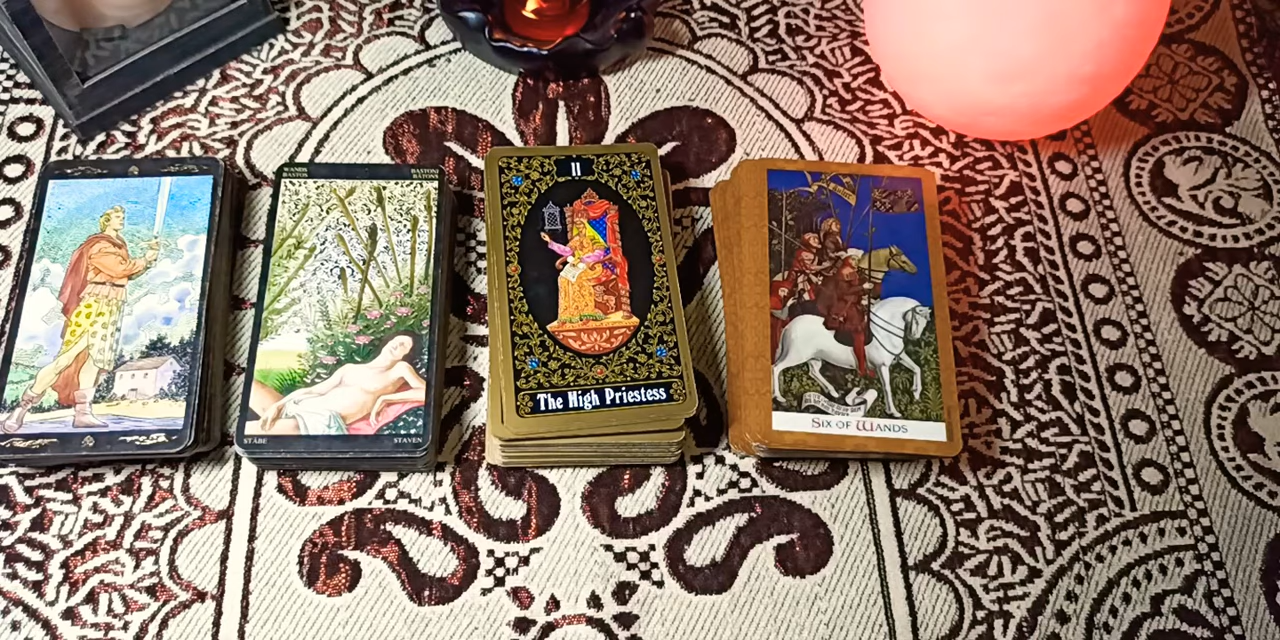 WANDS
BASTOS
BASTONI
BÂTONS
STÄBE
STAVEN
II
The High Priestess
SIX OF WANDS